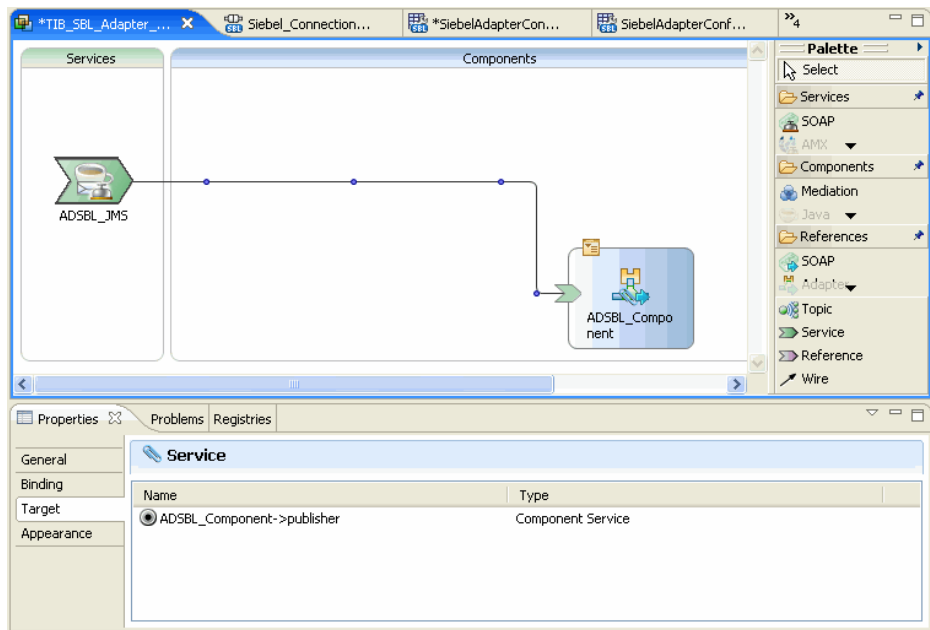 *TIB_SBL_Adapter_... Siebel_Connection... *SiebelAdapterCon... SiebelAdapterConf... »4
Services
Components
ADSBL_JMS
ADSBL_Compo
nent
Palette
Select
Services
SOAP
AMX
Components
Mediation
Java
References
SOAP
Adapter
Topic
Service
Reference
Wire
Properties Problems Registries
General
Binding
Target
Appearance
Service
Name Type
ADSBL_Component->publisher Component Service